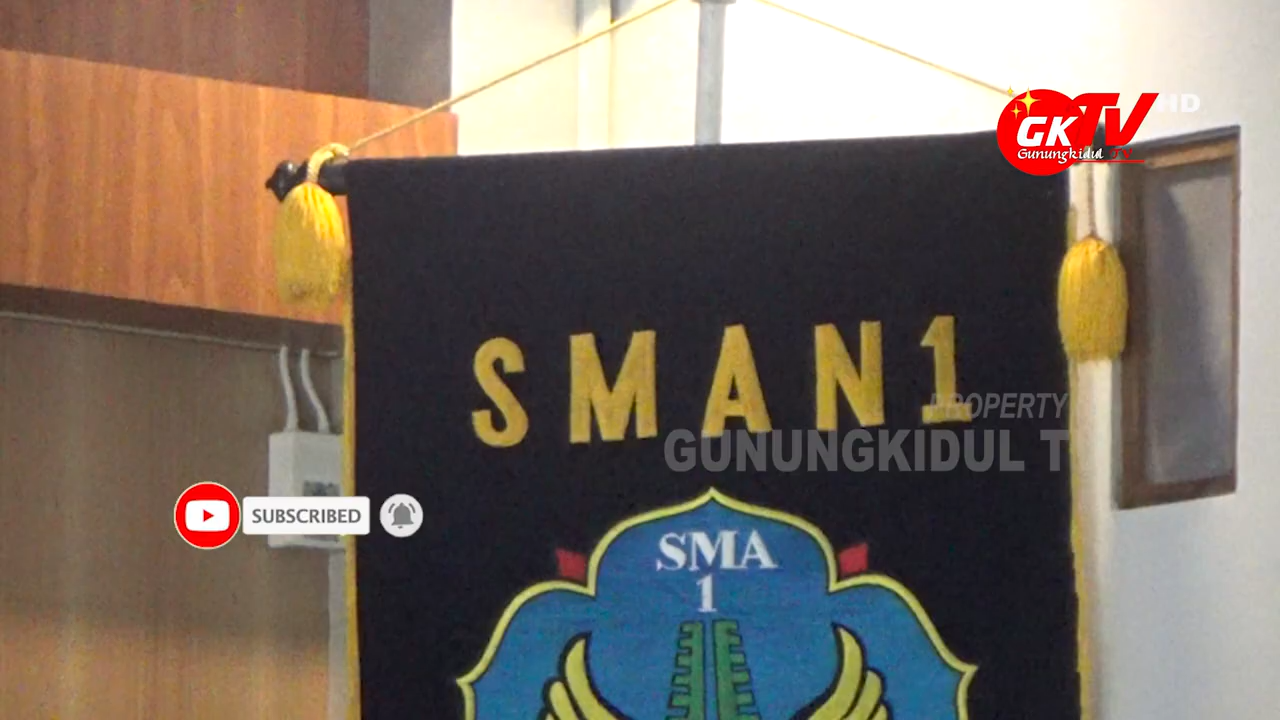 GKTV HD
Gunungkidul TV
SMAN1
PROPERTY
GUNUNGKIDUL T
SUBSCRIBED
SMA
1